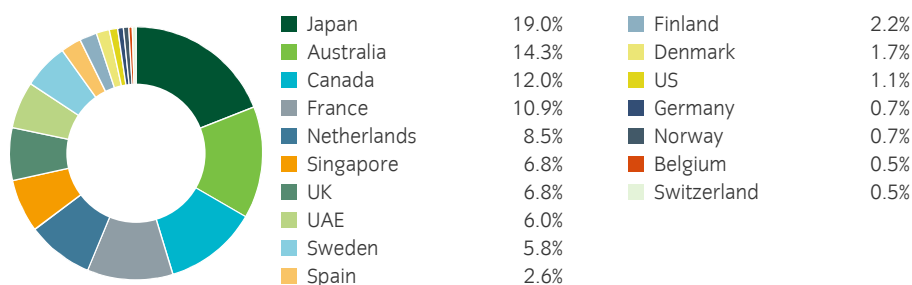 Japan 19.0%
Australia 14.3%
Canada 12.0%
France 10.9%
Netherlands 8.5%
Singapore 6.8%
UK 6.8%
UAE 6.0%
Sweden 5.8%
Spain 2.6%
Finland 2.2%
Denmark 1.7%
US 1.1%
Germany 0.7%
Norway 0.7%
Belgium 0.5%
Switzerland 0.5%